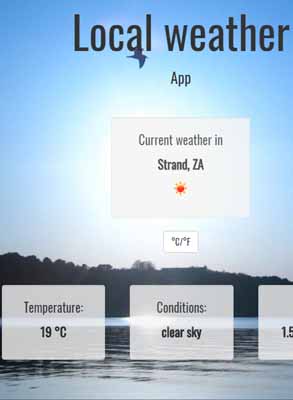 Local weather
App
Current weather in
Strand, ZA
°C/°F
Temperature:
19 °C
Conditions:
clear sky
1.5